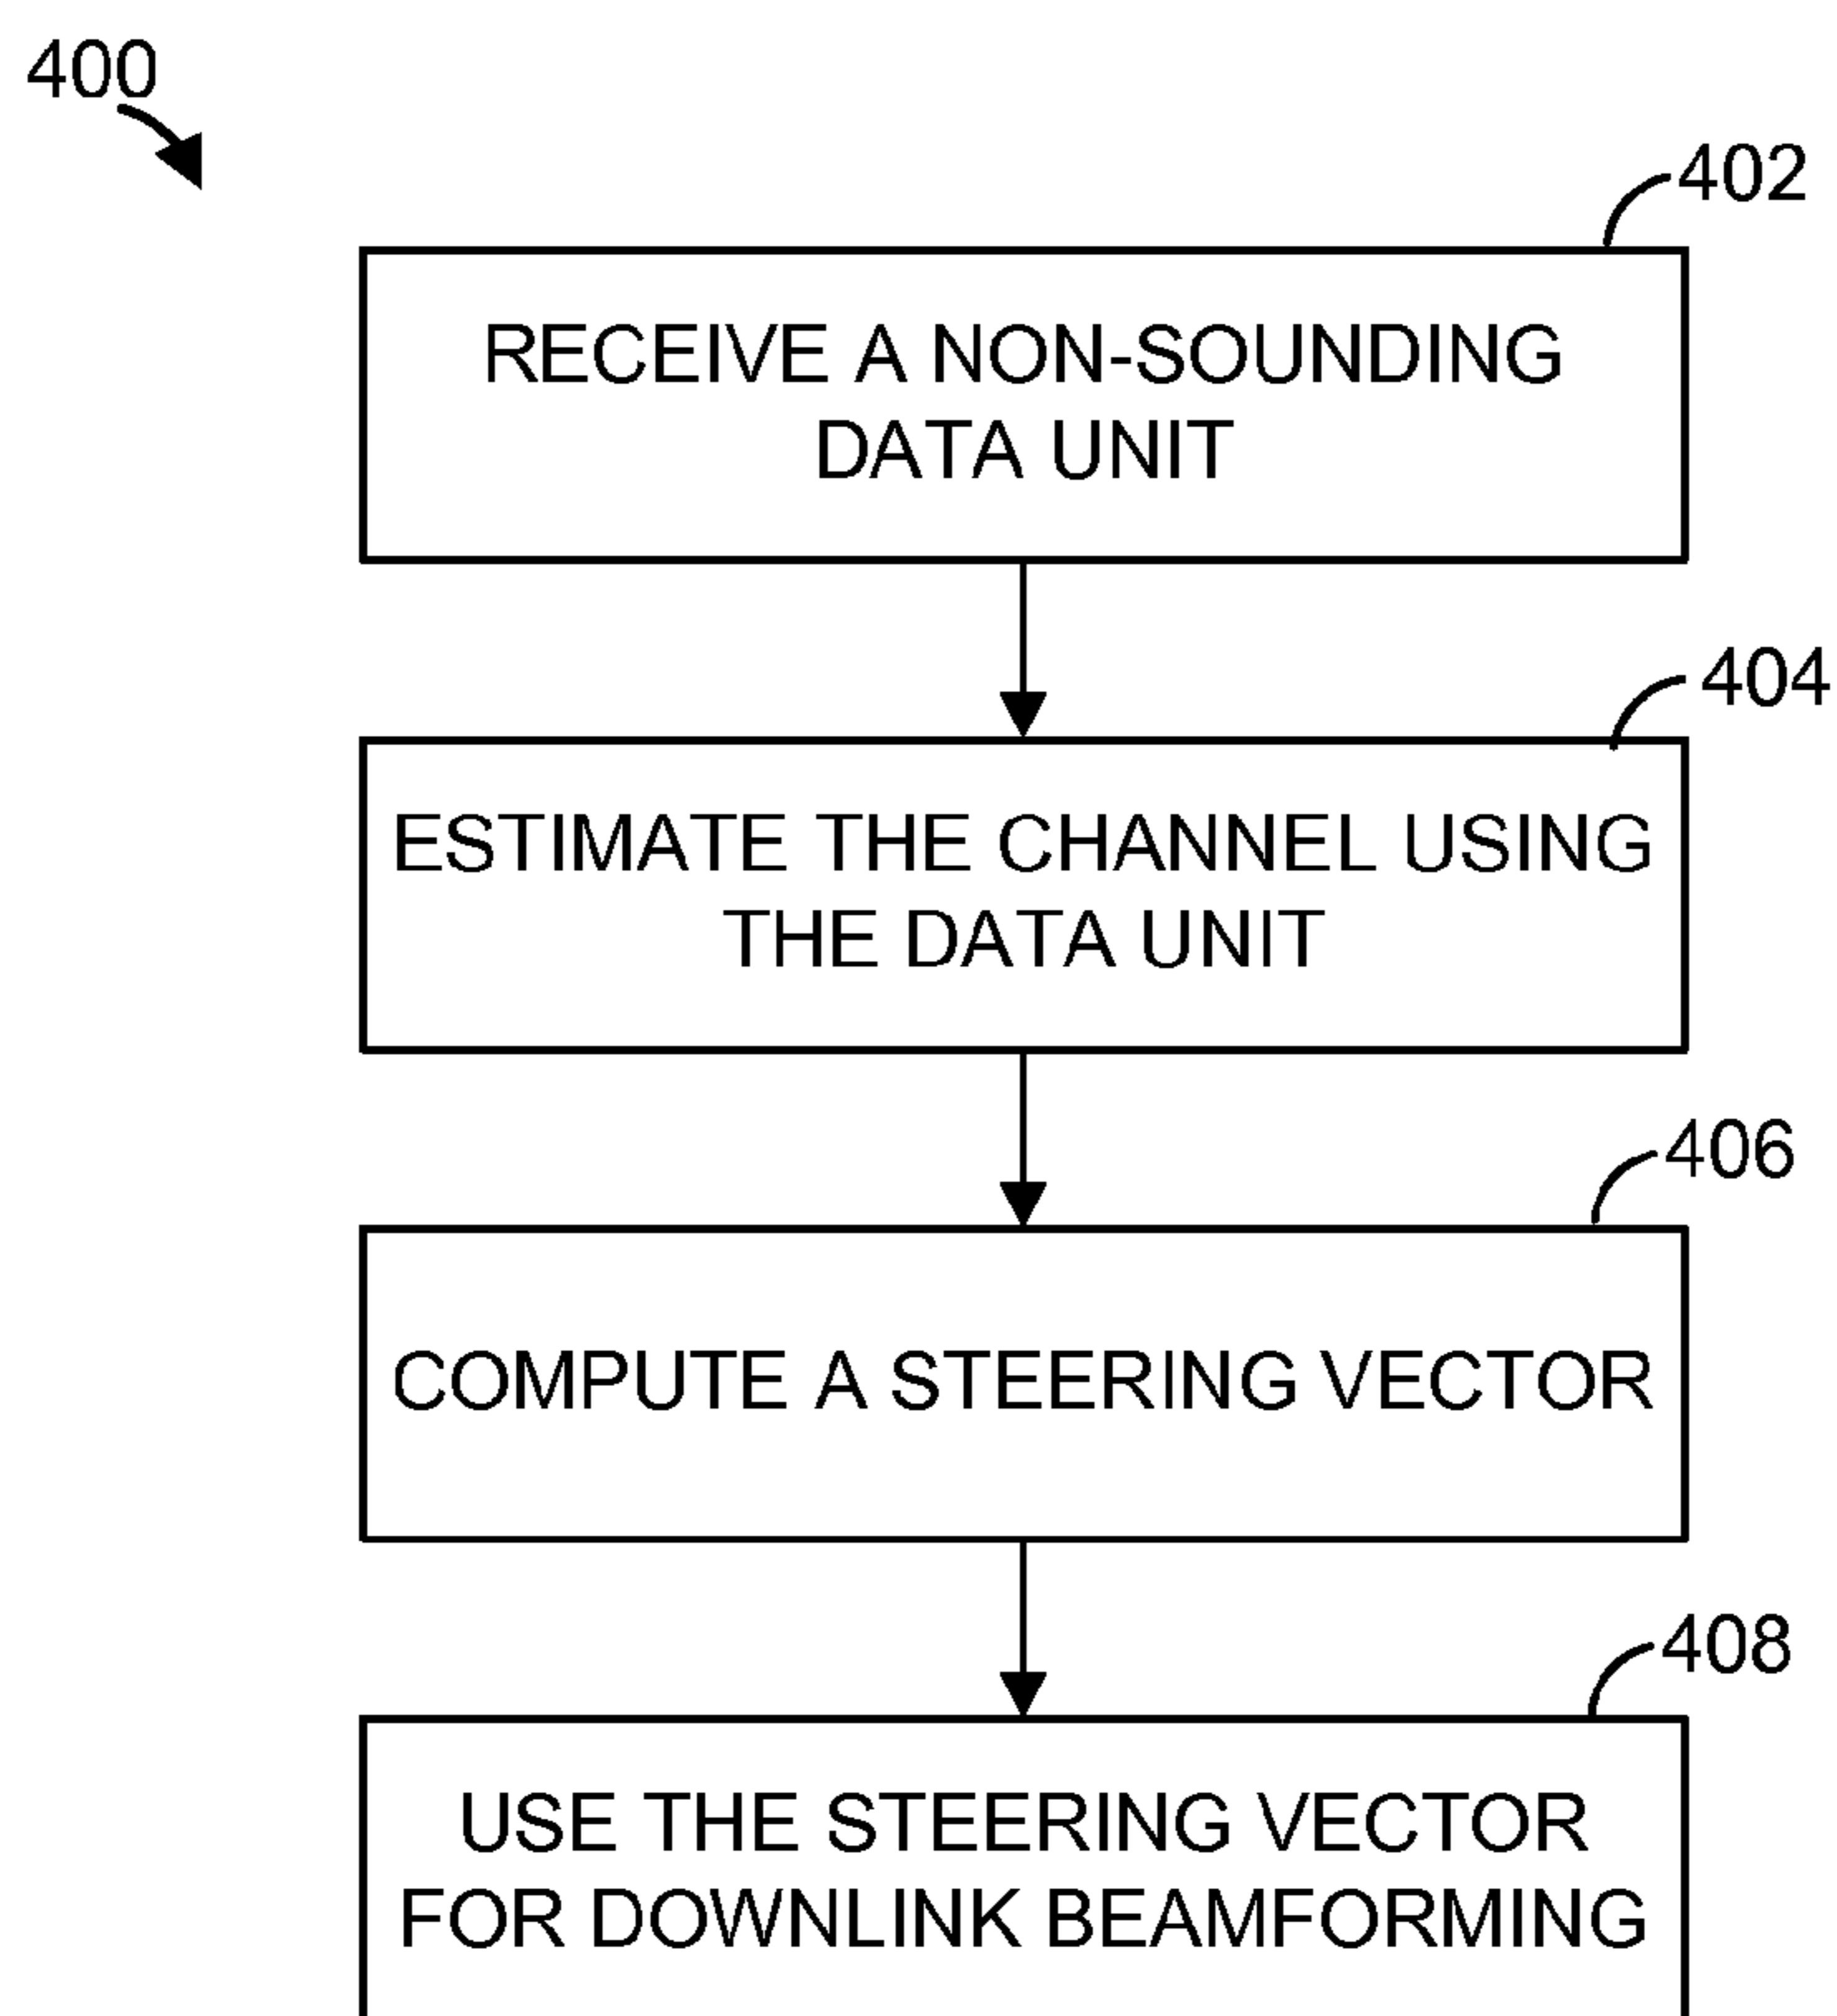 400
402
RECEIVE A NON-SOUNDING
DATA UNIT
404
ESTIMATE THE CHANNEL USING
THE DATA UNIT
406
COMPUTE A STEERING VECTOR
408
USE THE STEERING VECTOR
FOR DOWNLINK BEAMFORMING